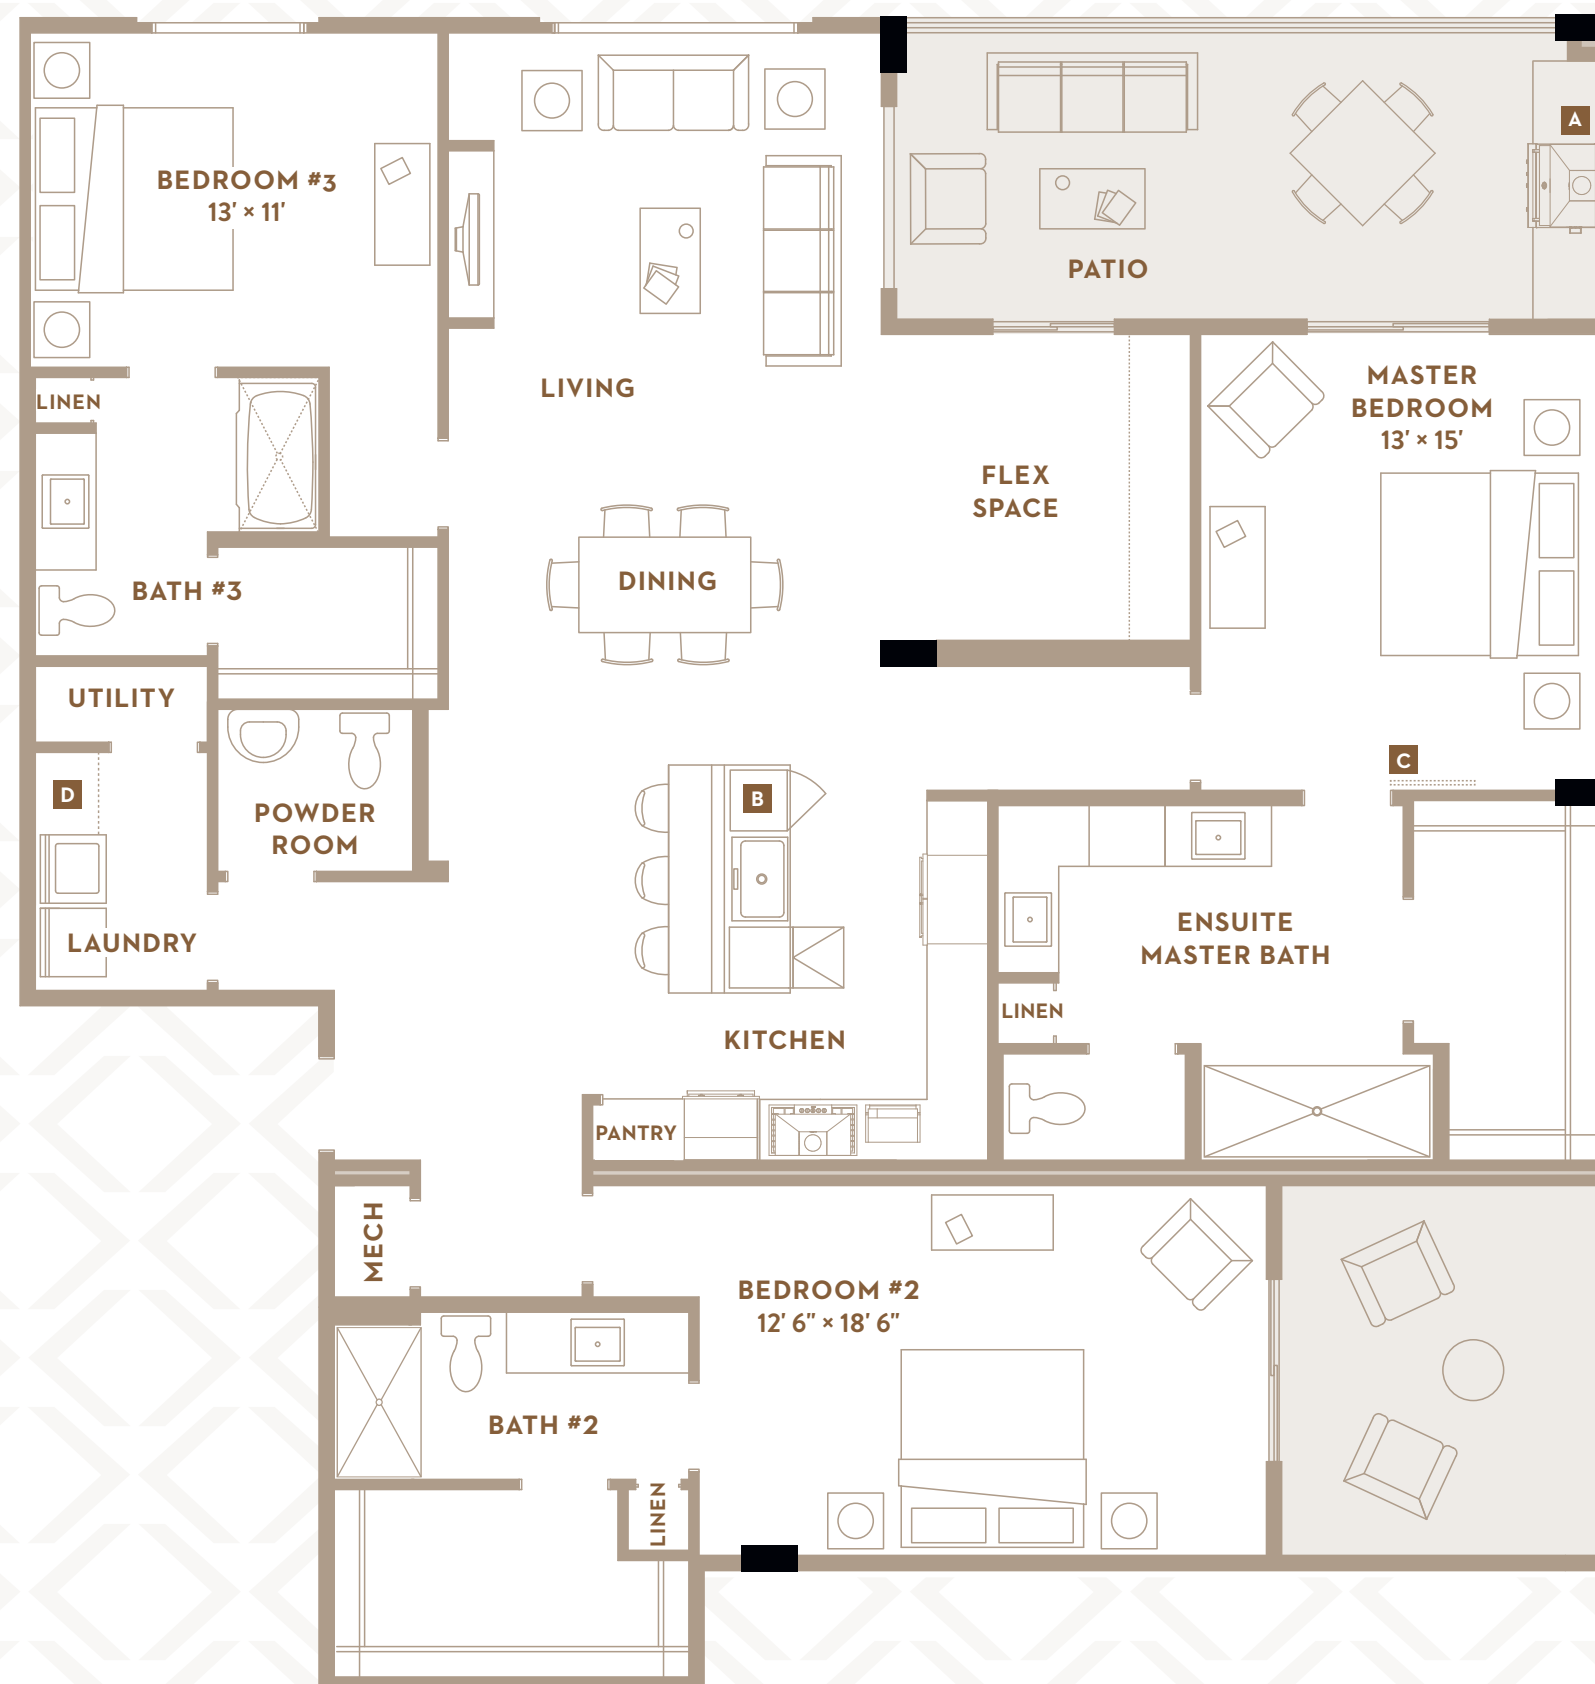 A
BEDROOM #3
13' × 11'
PATIO
LIVING
MASTER
BEDROOM
13' × 15'
LINEN
FLEX
SPACE
DINING
BATH #3
UTILITY
C
D
B
POWDER
ROOM
LAUNDRY
ENSUITE
MASTER BATH
LINEN
KITCHEN
PANTRY
MECH
BEDROOM #2
12' 6" × 18' 6"
BATH #2
LINEN